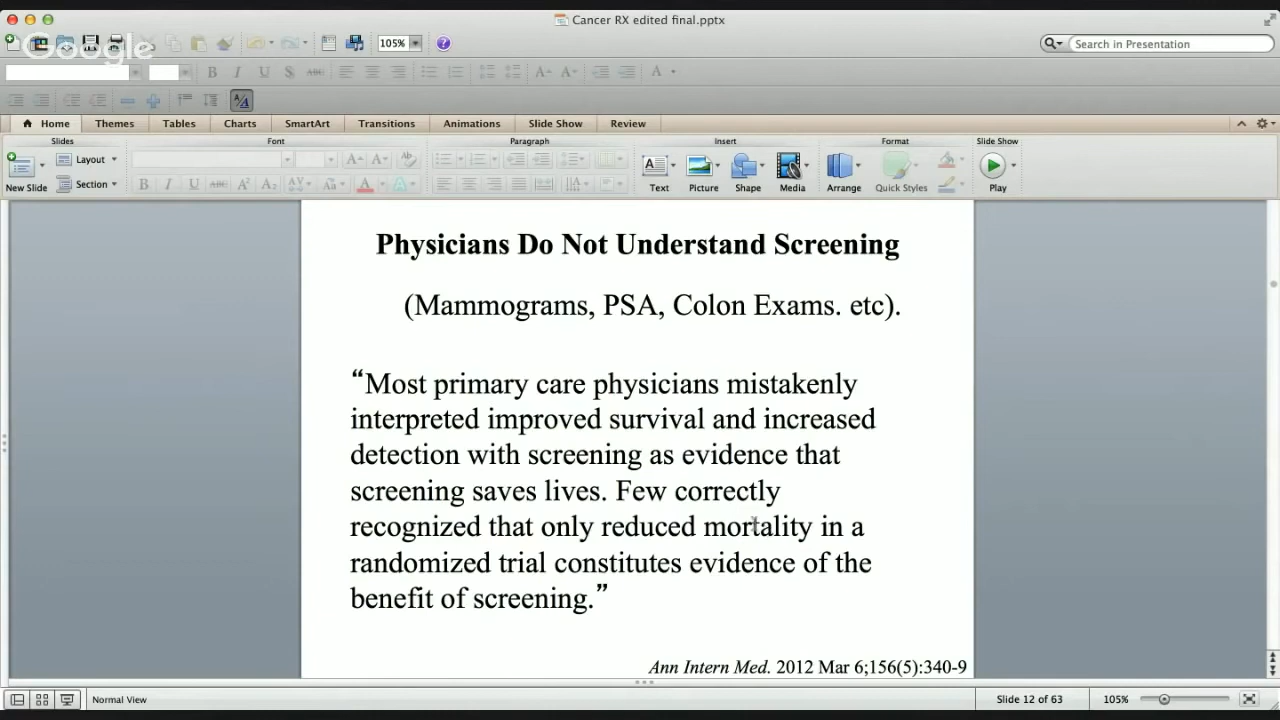 Cancer RX edited final.pptx
Google
105%
Search in Presentation
Home Themes Tables Charts SmartArt Transitions Animations Slide Show Review
Slides Font Paragraph Insert Format Slide Show
New Slide Layout Section Text Picture Shape Media Arrange Quick Styles Play
Physicians Do Not Understand Screening
(Mammograms, PSA, Colon Exams. etc).
“Most primary care physicians mistakenly
interpreted improved survival and increased
detection with screening as evidence that
screening saves lives. Few correctly
recognized that only reduced mortality in a
randomized trial constitutes evidence of the
benefit of screening.”
Ann Intern Med. 2012 Mar 6;156(5):340-9
Normal View Slide 12 of 63 105%